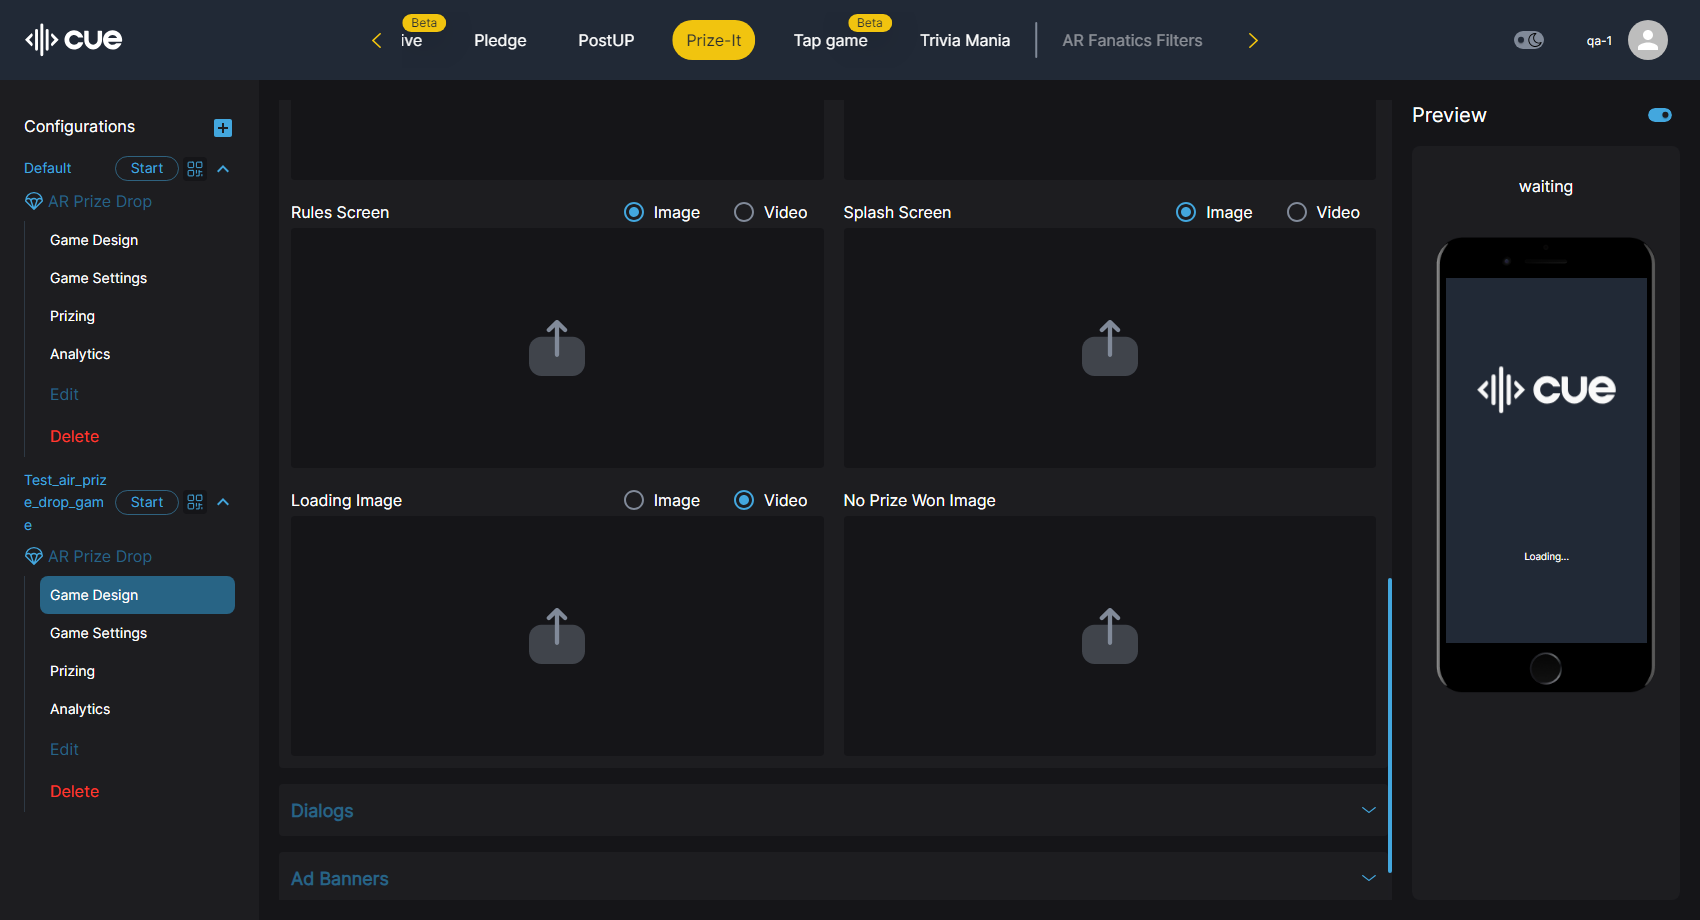 cue
Beta
ive
Pledge
PostUP
Prize-It
Beta
Tap game
Trivia Mania
AR Fanatics Filters
qa-1
Configurations
Default
Start
AR Prize Drop
Game Design
Game Settings
Prizing
Analytics
Edit
Delete
Test_air_priz
e_drop_gam
e
Start
AR Prize Drop
Game Design
Game Settings
Prizing
Analytics
Edit
Delete
Rules Screen
Image
Video
Splash Screen
Image
Video
Loading Image
Image
Video
No Prize Won Image
Dialogs
Ad Banners
Preview
waiting
cue
Loading...